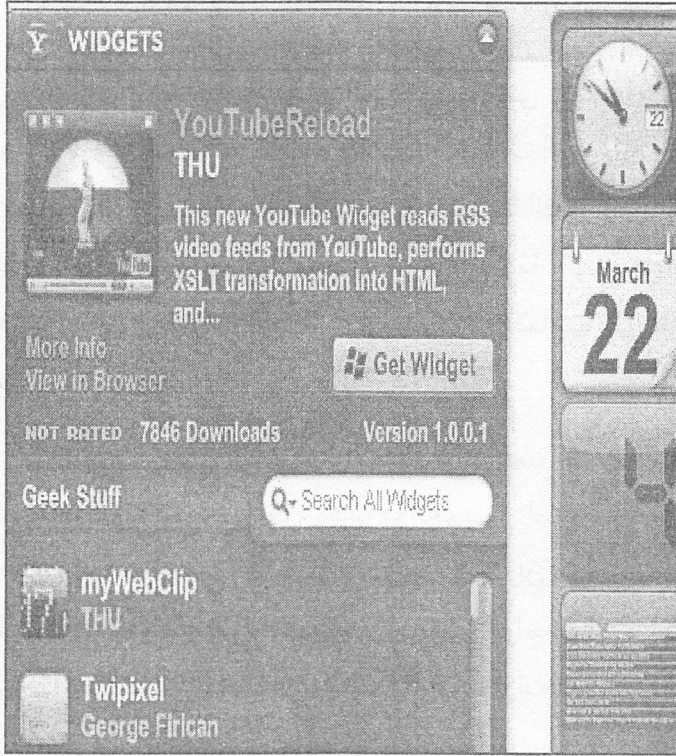 Y! WIDGETS
YouTubeReload
THU
This new YouTube Widget reads RSS
video feeds from YouTube, performs
XSLT transformation into HTML,
and...
More Info
View in Browser
Get Widget
NOT RATED 7846 Downloads Version 1.0.0.1
Geek Stuff
Search All Widgets
myWebClip
THU
Twipixel
George Firican
22
March
22
4